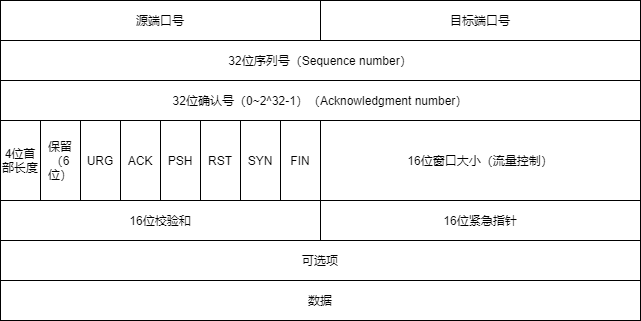 源端口号
目标端口号
32位序列号（Sequence number）
32位确认号（0~2^32-1）（Acknowledgment number）
4位首
部长度
保留
（6
位）
URG
ACK
PSH
RST
SYN
FIN
16位窗口大小（流量控制）
16位校验和
16位紧急指针
可选项
数据